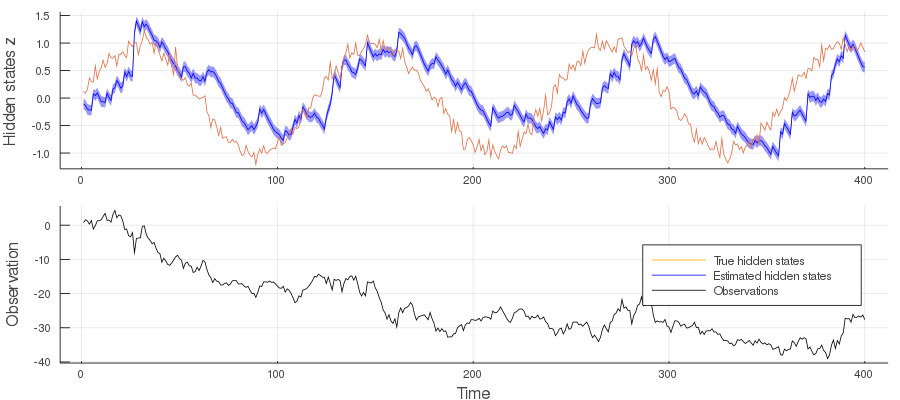 Hidden states z
1.5
1.0
0.5
0.0
-0.5
-1.0
0 100 200 300 400
Observation
0
-10
-20
-30
-40
True hidden states
Estimated hidden states
Observations
0 100 200 300 400
Time